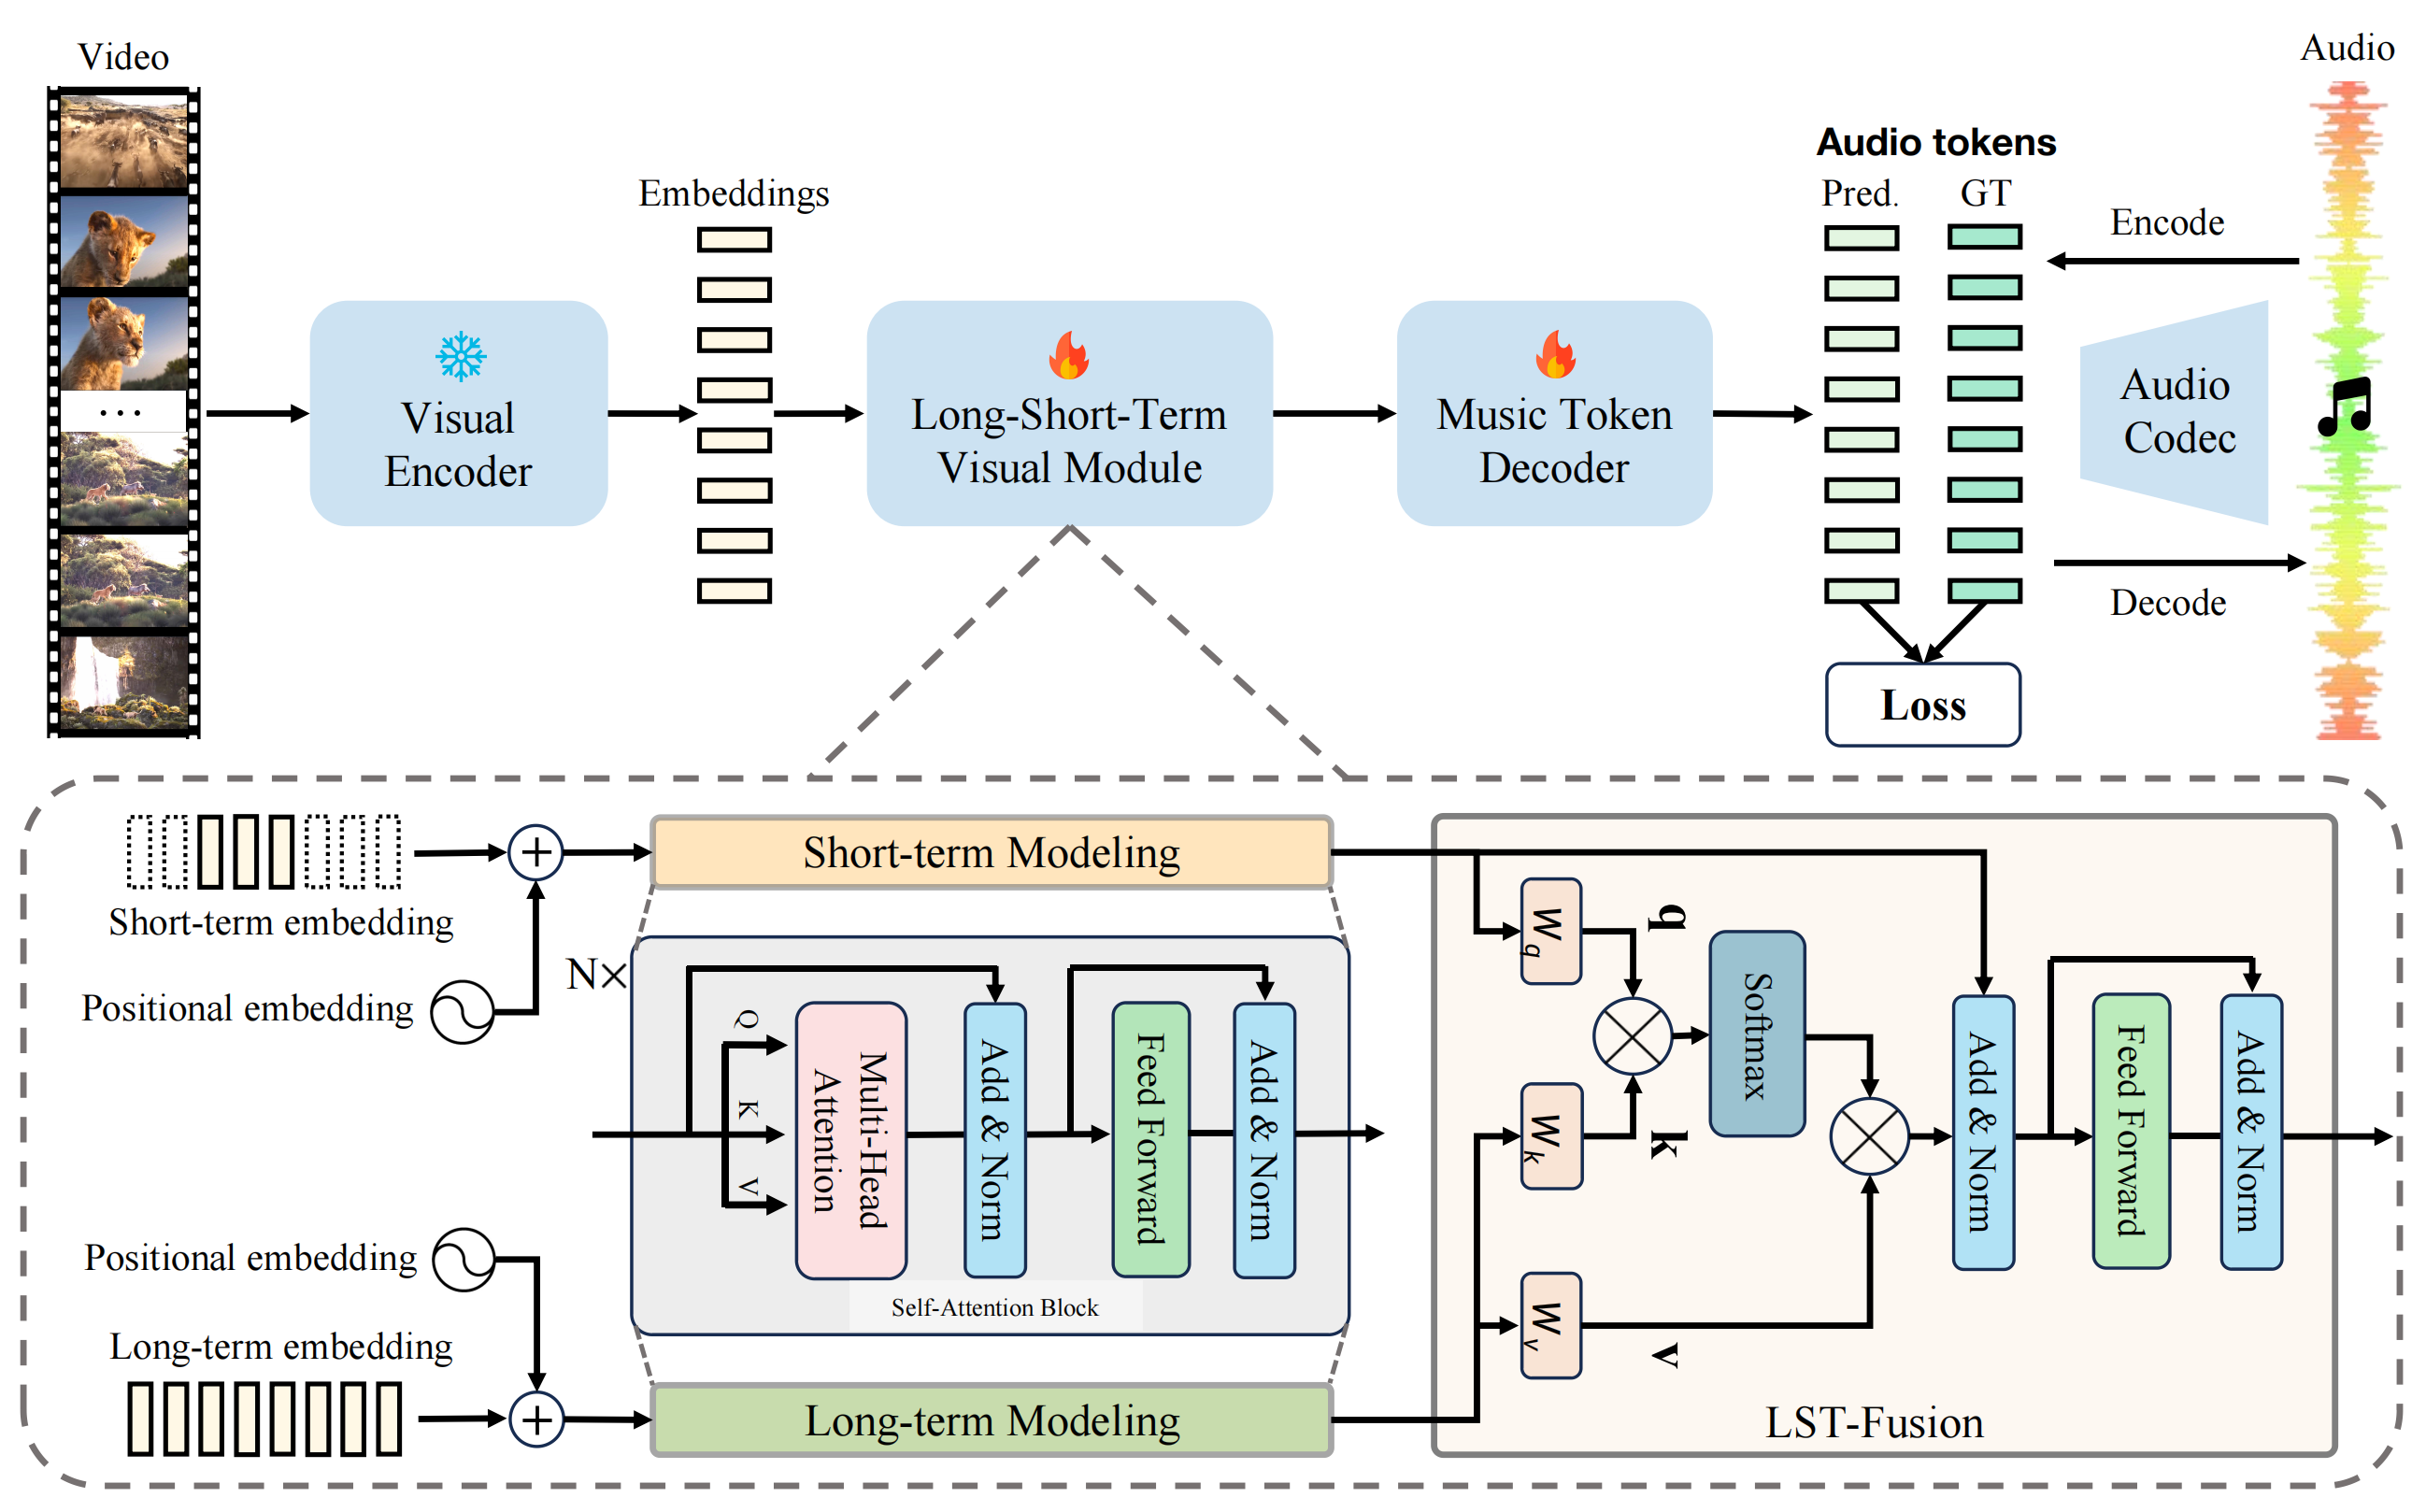 Video
Audio
Audio tokens
Embeddings
Pred.
GT
Encode
Visual
Encoder
Long-Short-Term
Visual Module
Music Token
Decoder
Audio
Codec
...
Decode
Loss
Short-term Modeling
Short-term embedding
Positional embedding
N×
Q
K
V
Multi-Head
Attention
Add & Norm
Feed Forward
Add & Norm
Self-Attention Block
Positional embedding
Long-term embedding
Long-term Modeling
Wq
q
Softmax
Wk
k
Wv
v
Add & Norm
Feed Forward
Add & Norm
LST-Fusion